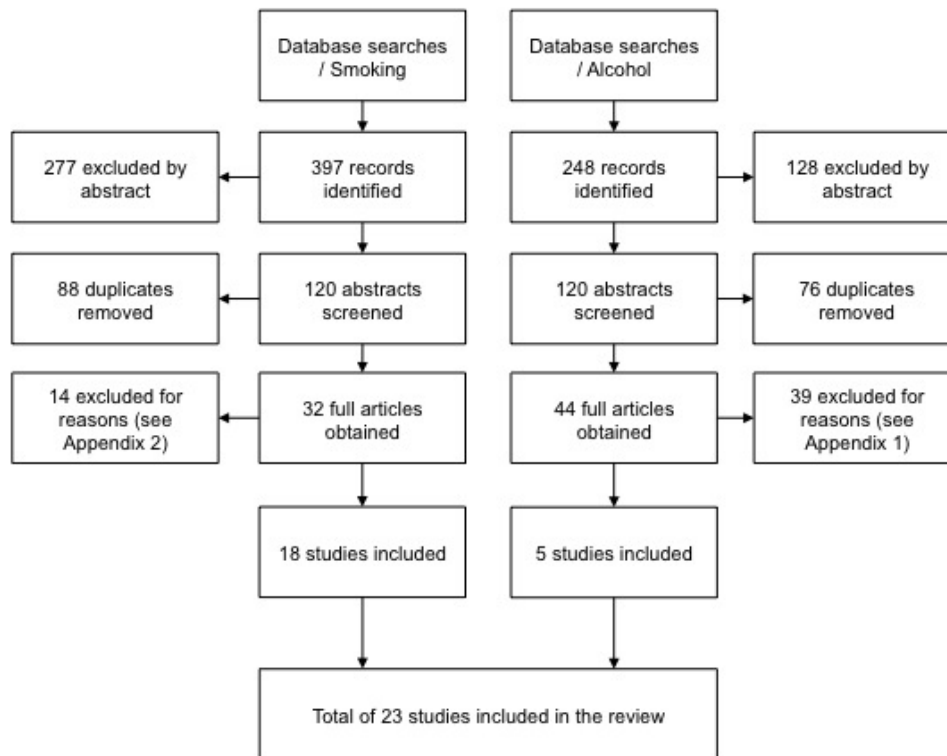 Database searches
/ Smoking
Database searches
/ Alcohol
277 excluded by
abstract
397 records
identified
248 records
identified
128 excluded by
abstract
88 duplicates
removed
120 abstracts
screened
120 abstracts
screened
76 duplicates
removed
14 excluded for
reasons (see
Appendix 2)
32 full articles
obtained
44 full articles
obtained
39 excluded for
reasons (see
Appendix 1)
18 studies included
5 studies included
Total of 23 studies included in the review